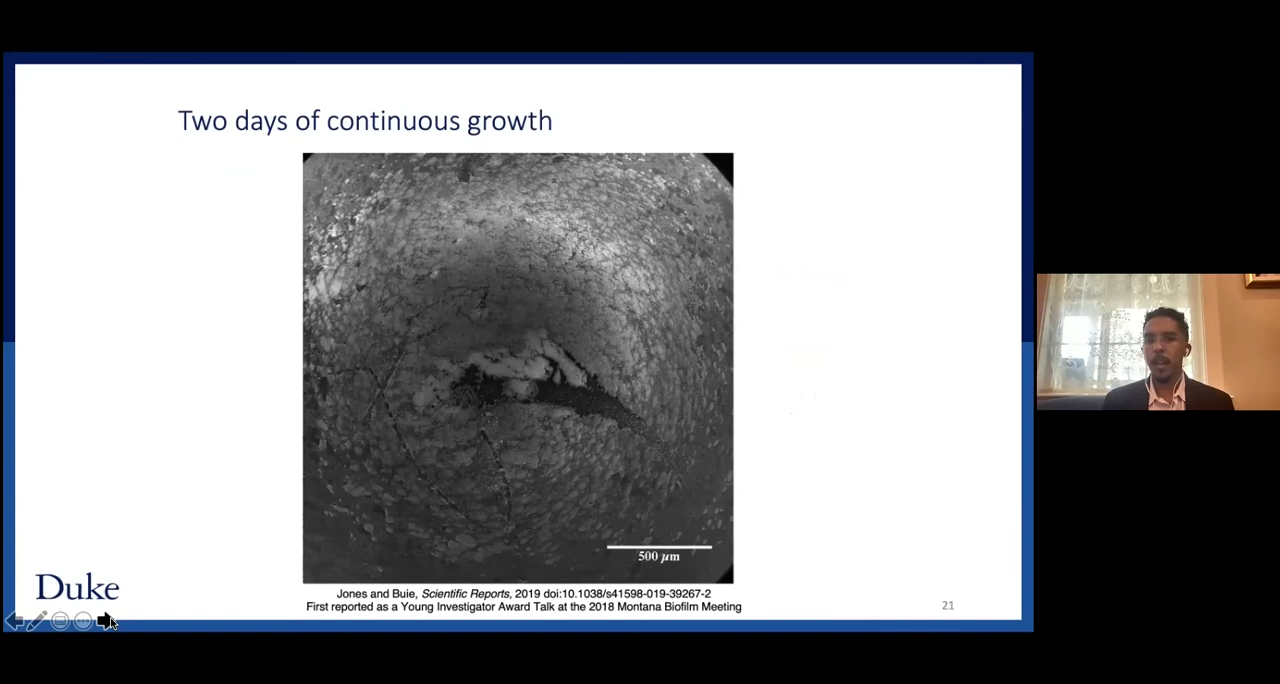 Two days of continuous growth
500 µm
Jones and Buie, Scientific Reports, 2019 doi:10.1038/s41598-019-39267-2
First reported as a Young Investigator Award Talk at the 2018 Montana Biofilm Meeting
Duke
21